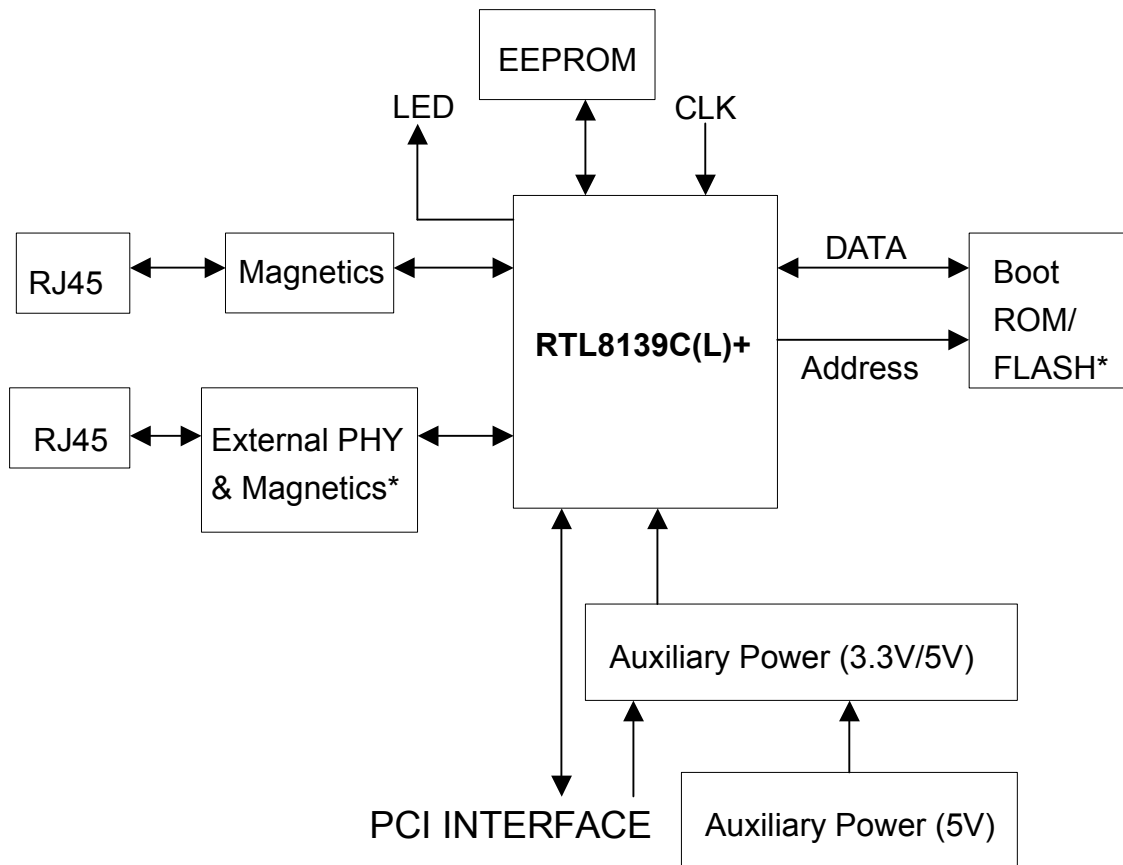 EEPROM
LED
CLK
RJ45
Magnetics
DATA
Boot
ROM/
FLASH*
RTL8139C(L)+
Address
RJ45
External PHY
& Magnetics*
Auxiliary Power (3.3V/5V)
PCI INTERFACE
Auxiliary Power (5V)